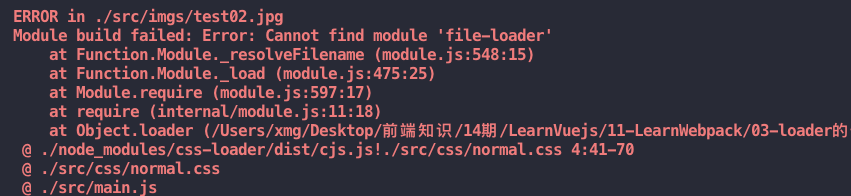 ERROR in ./src/imgs/test02.jpg
Module build failed: Error: Cannot find module 'file-loader'
at Function.Module._resolveFilename (module.js:548:15)
at Function.Module._load (module.js:475:25)
at Module.require (module.js:597:17)
at require (internal/module.js:11:18)
at Object.loader (/Users/xmg/Desktop/前端知识/14期/LearnVuejs/11-LearnWebpack/03-loader的
@ ./node_modules/css-loader/dist/cjs.js!./src/css/normal.css 4:41-70
@ ./src/css/normal.css
@ ./src/main.js